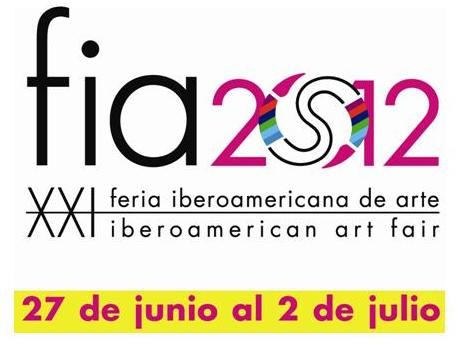 fia2012
XXI feria iberoamericana de arte
iberoamerican art fair
27 de junio al 2 de julio